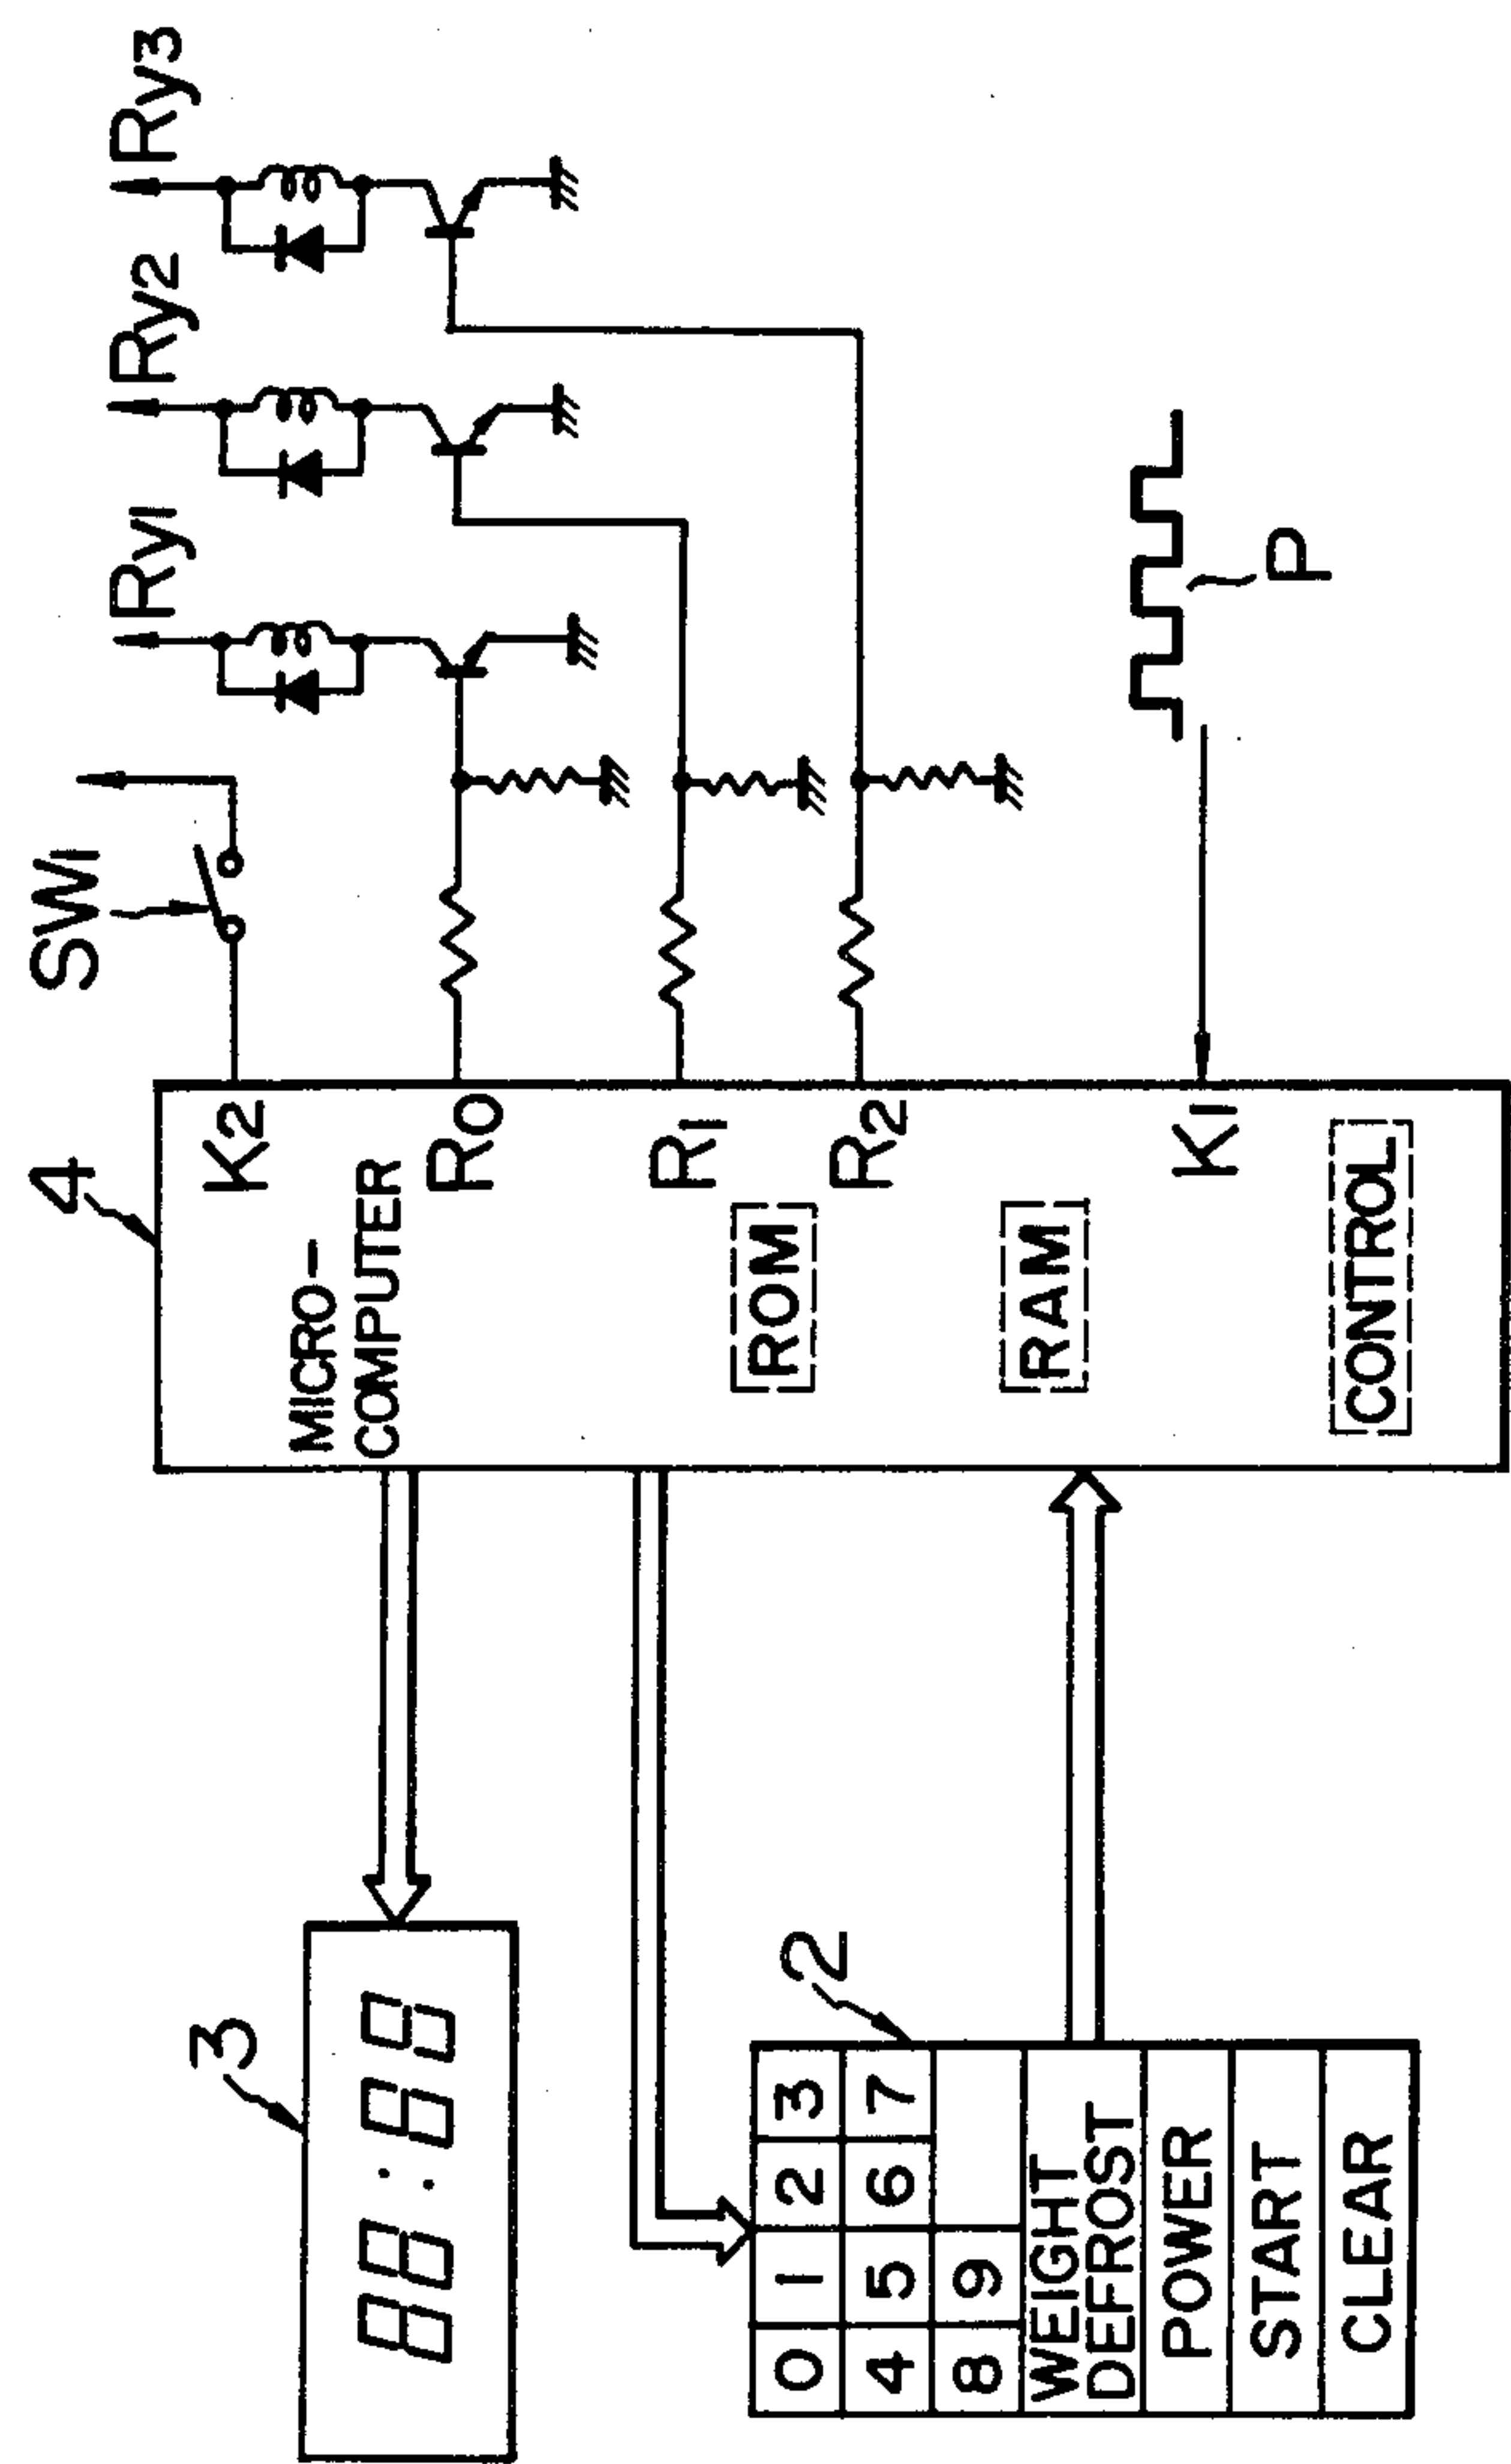 3
88:88
2
0 1 2 3
4 5 6 7
8 9
WEIGHT
DEFROST
POWER
START
CLEAR
4
MICRO-
COMPUTER
ROM
RAM
CONTROL
K2
R0
R1
R2
K1
SW1
Ry1
Ry2
Ry3
P